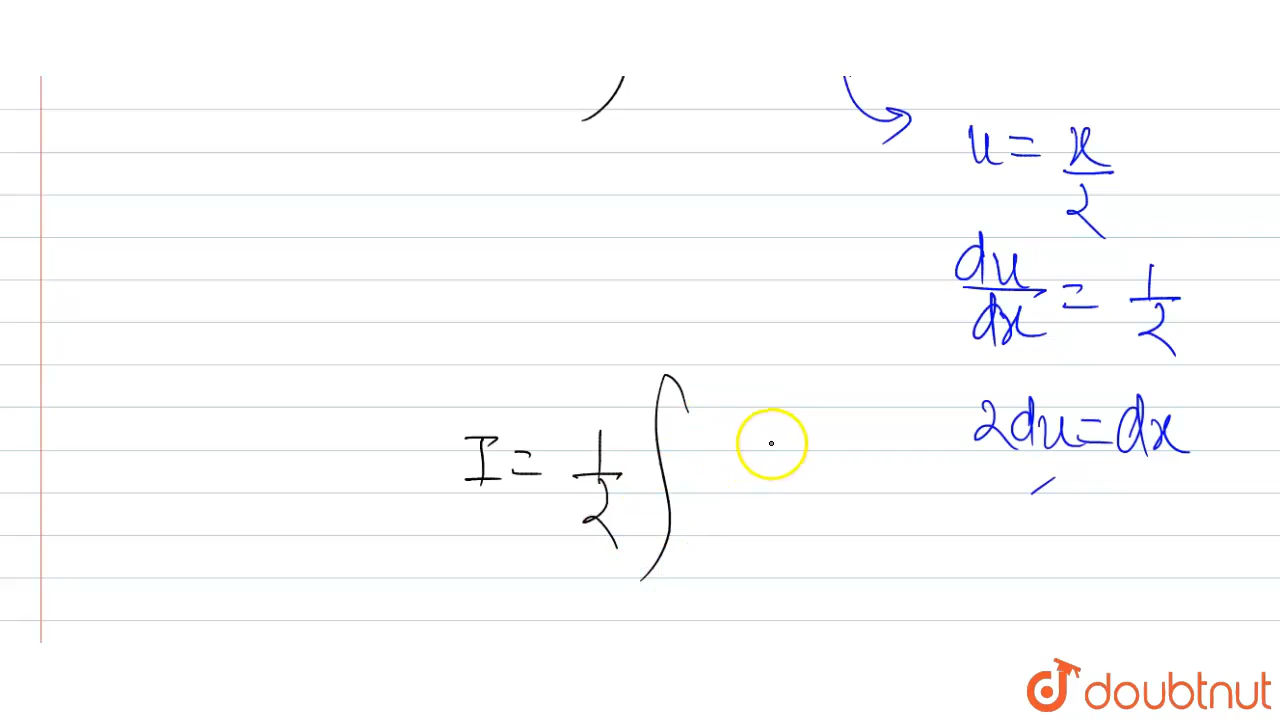 u = x/2
du/dx = 1/2
2du = dx
I = 1/2 ∫
doubtnut